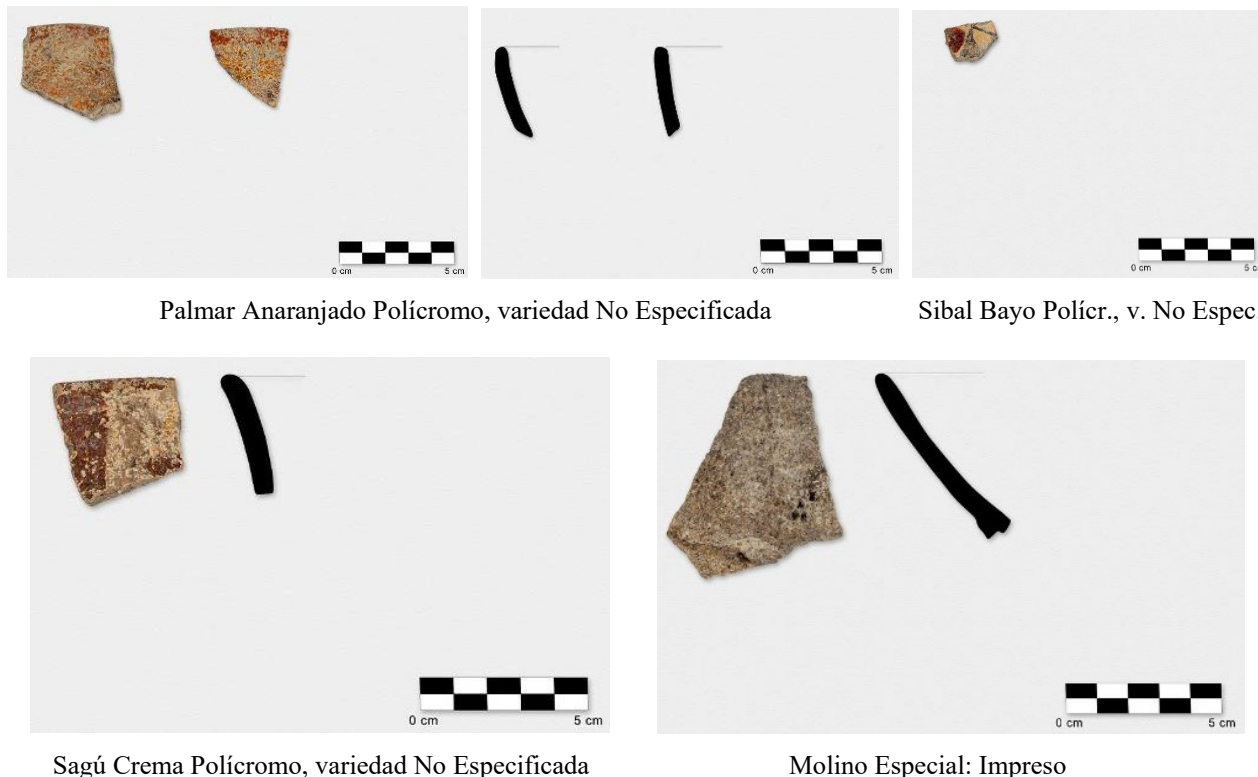 0 cm 5 cm
0 cm 5 cm
0 cm 5 c
Palmar Anaranjado Polícromo, variedad No Especificada
Sibal Bayo Polícr., v. No Espec
0 cm 5 cm
0 cm 5 cm
Sagú Crema Polícromo, variedad No Especificada
Molino Especial: Impreso